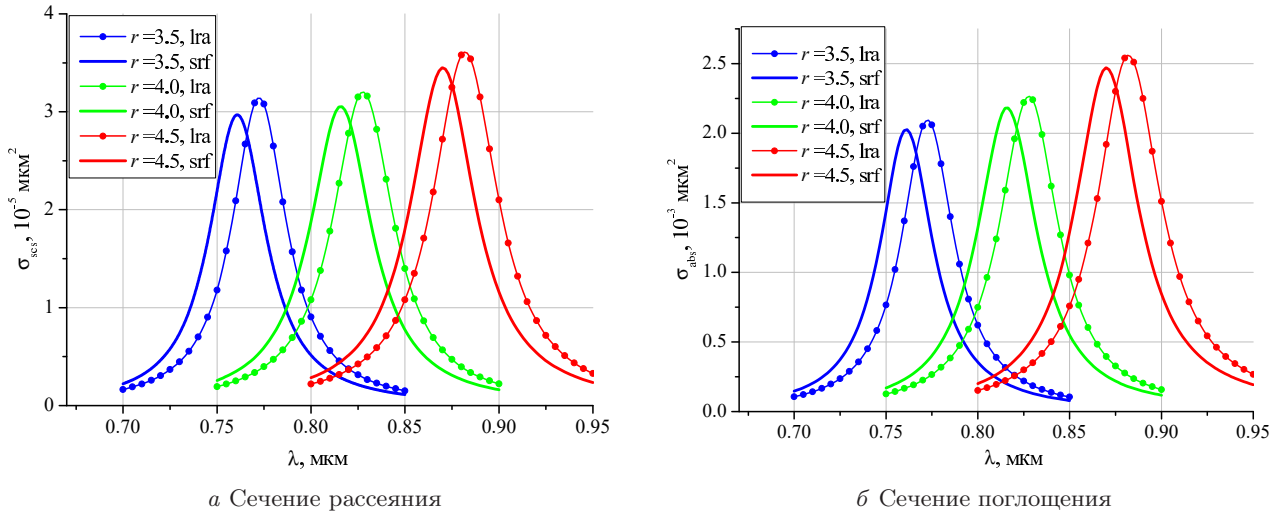 4
3
2
1
0
0.70
0.75
0.80
0.85
0.90
0.95
σscs, 10⁻⁵ мкм²
λ, мкм
r =3.5, lra
r =3.5, srf
r =4.0, lra
r =4.0, srf
r =4.5, lra
r =4.5, srf
а Сечение рассеяния
2.5
2.0
1.5
1.0
0.5
0.0
0.70
0.75
0.80
0.85
0.90
0.95
σabs, 10⁻³ мкм²
λ, мкм
r =3.5, lra
r =3.5, srf
r =4.0, lra
r =4.0, srf
r =4.5, lra
r =4.5, srf
б Сечение поглощения